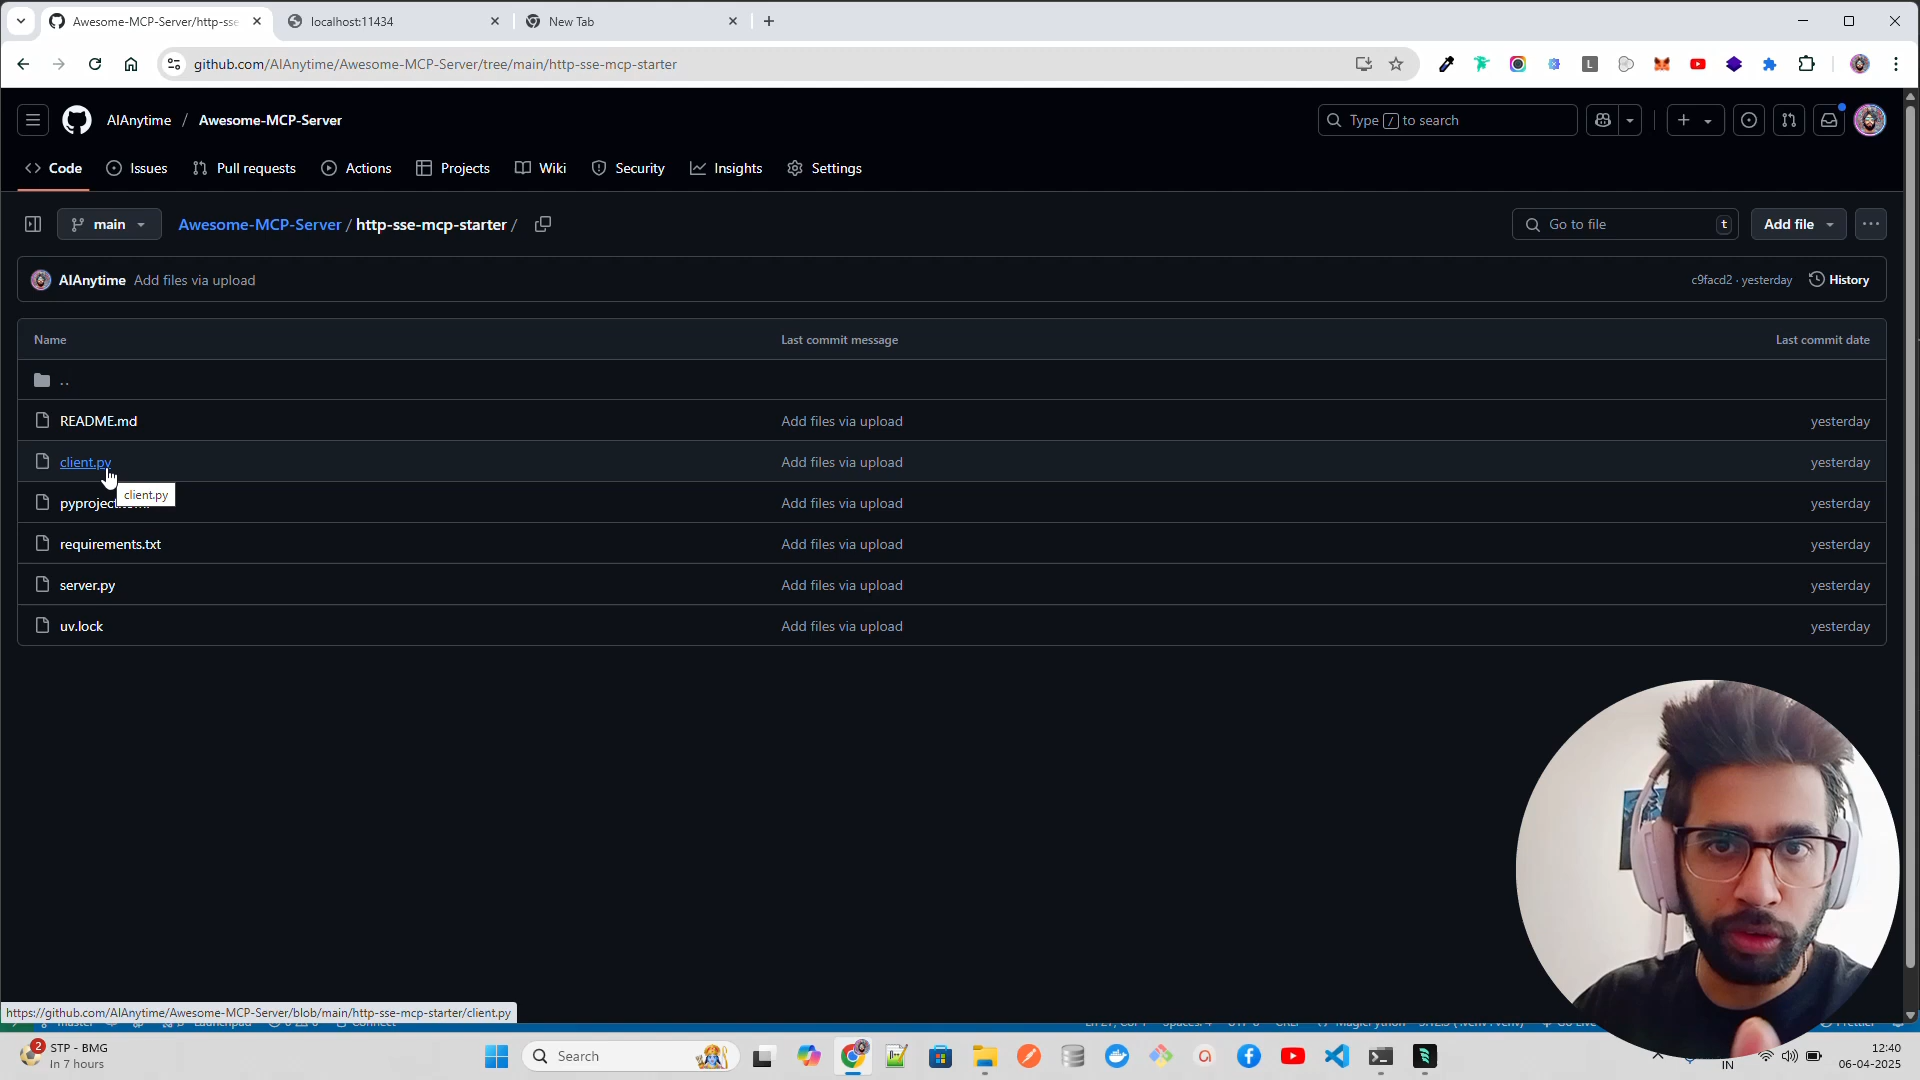 Awesome-MCP-Server/http-sse
localhost:11434
New Tab
github.com/AIAnytime/Awesome-MCP-Server/tree/main/http-sse-mcp-starter
AIAnytime / Awesome-MCP-Server
Type / to search
Code
Issues
Pull requests
Actions
Projects
Wiki
Security
Insights
Settings
main
Awesome-MCP-Server / http-sse-mcp-starter /
Go to file
t
Add file
AIAnytime Add files via upload
c9facd2 · yesterday
History
Name
Last commit message
Last commit date
..
README.md
Add files via upload
yesterday
client.py
Add files via upload
yesterday
client.py
Add files via upload
yesterday
requirements.txt
Add files via upload
yesterday
server.py
Add files via upload
yesterday
uv.lock
Add files via upload
yesterday
https://github.com/AIAnytime/Awesome-MCP-Server/blob/main/http-sse-mcp-starter/client.py
2
STP - BMG
In 7 hours
Search
IN
12:40
06-04-2025